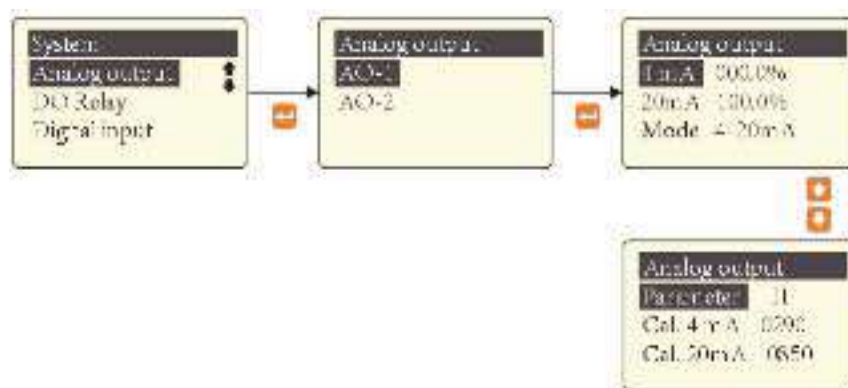 System
Analog output
DO Relay
Digital input
Analog output
AO-1
AO-2
Analog output
000.0%
20mA 100.0%
Mode 4-20mA
Analog output
Parameter
Cal. 4mA 0290
Cal. 20mA 0850